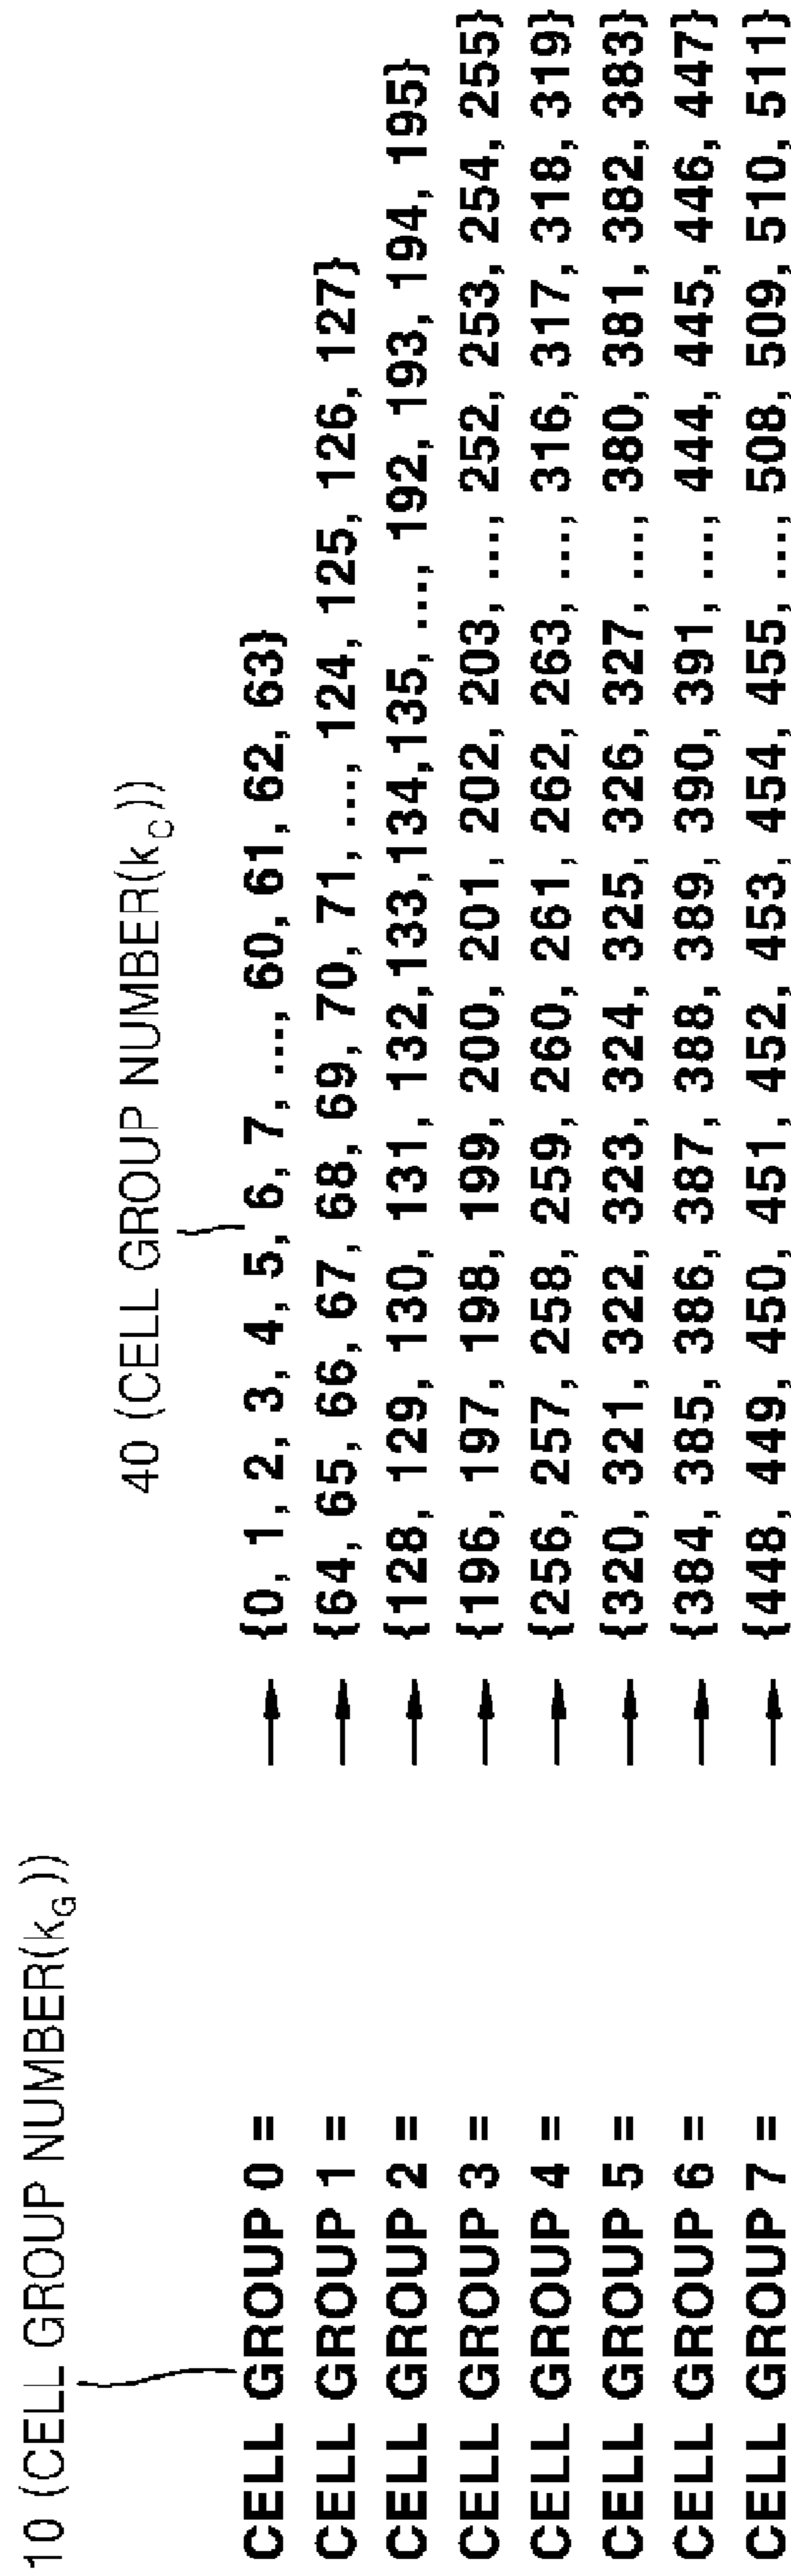 10 (CELL GROUP NUMBER(kG))
40 (CELL GROUP NUMBER(kC))
CELL GROUP 0 = → {0, 1, 2, 3, 4, 5, 6, 7, ..., 60, 61, 62, 63}
CELL GROUP 1 = → {64, 65, 66, 67, 68, 69, 70, 71, ..., 124, 125, 126, 127}
CELL GROUP 2 = → {128, 129, 130, 131, 132,133,134,135, ..., 192, 193, 194, 195}
CELL GROUP 3 = → {196, 197, 198, 199, 200, 201, 202, 203, ..., 252, 253, 254, 255}
CELL GROUP 4 = → {256, 257, 258, 259, 260, 261, 262, 263, ..., 316, 317, 318, 319}
CELL GROUP 5 = → {320, 321, 322, 323, 324, 325, 326, 327, ..., 380, 381, 382, 383}
CELL GROUP 6 = → {384, 385, 386, 387, 388, 389, 390, 391, ..., 444, 445, 446, 447}
CELL GROUP 7 = → {448, 449, 450, 451, 452, 453, 454, 455, ..., 508, 509, 510, 511}